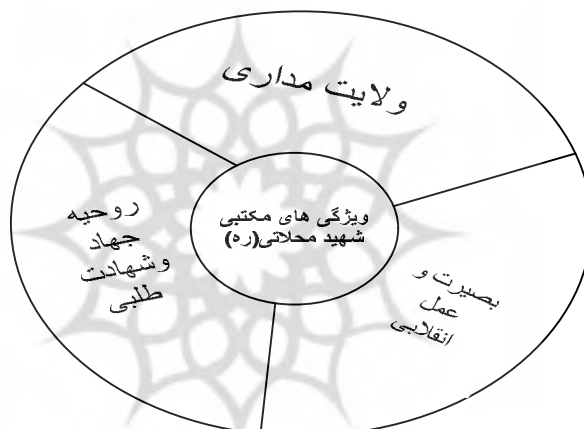 ولایت مداری
ویژگی های مکتبی
شهید محلاتی(ره)
بصیرت و
عمل
انقلابی
روحیه
جهاد
وشهادت
طلبی